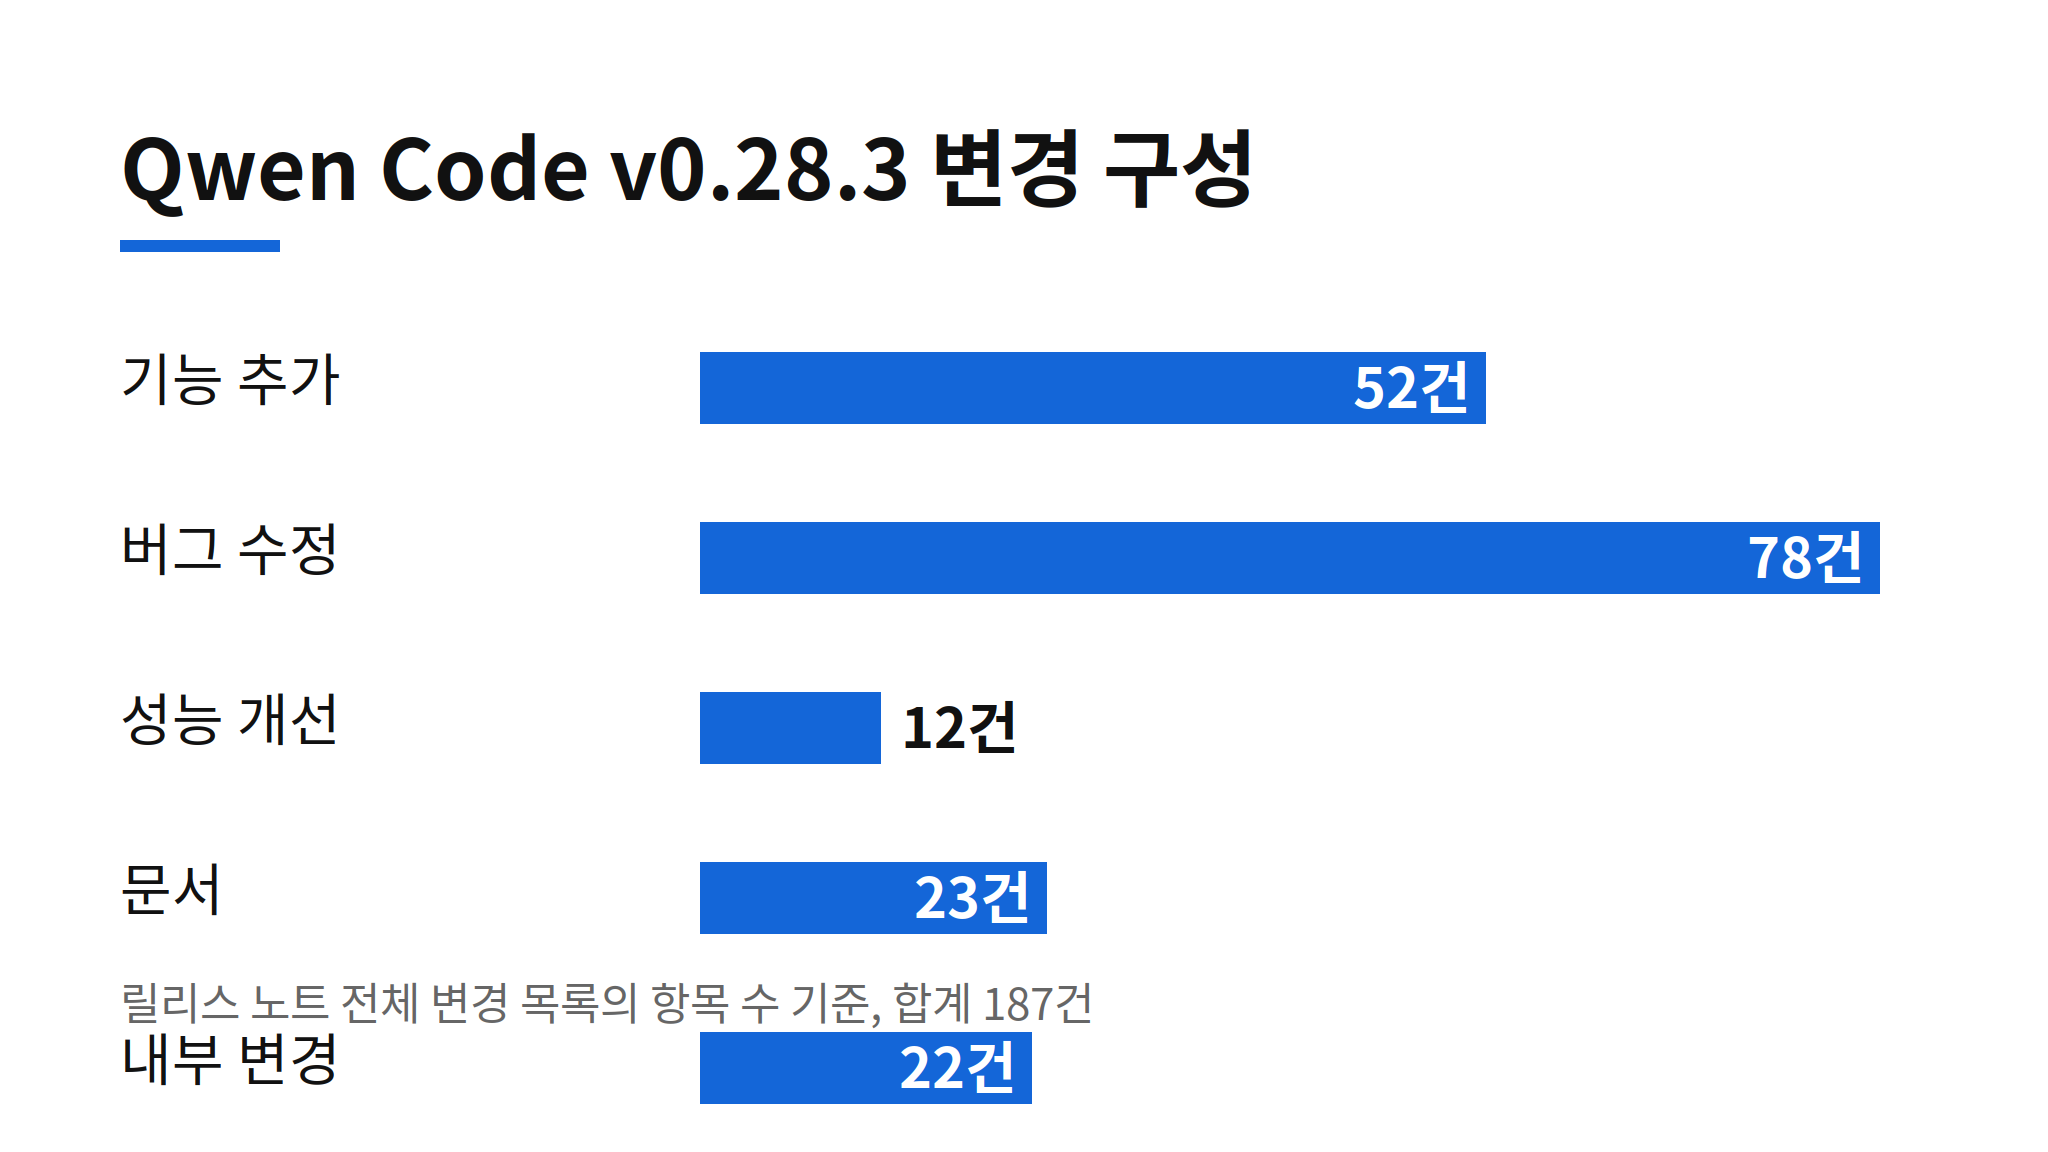 Qwen Code v0.28.3 변경 구성
기능 추가 52건
버그 수정 78건
성능 개선 12건
문서 23건
릴리스 노트 전체 변경 목록의 항목 수 기준, 합계 187건
내부 변경 22건